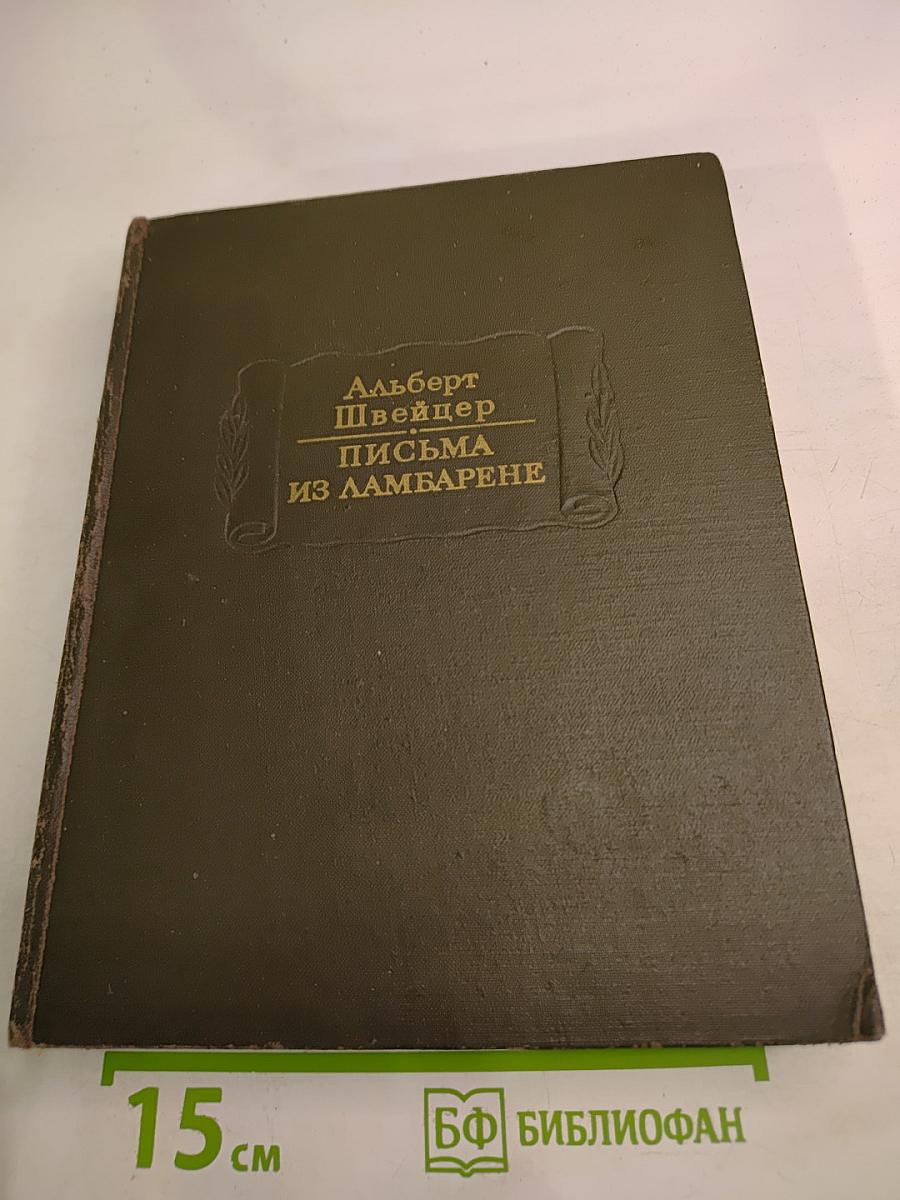 Альберт
Швейцер
ПИСЬМА
ИЗ ЛАМБАРЕНЕ
15 см
БФ БИБЛИОФАН